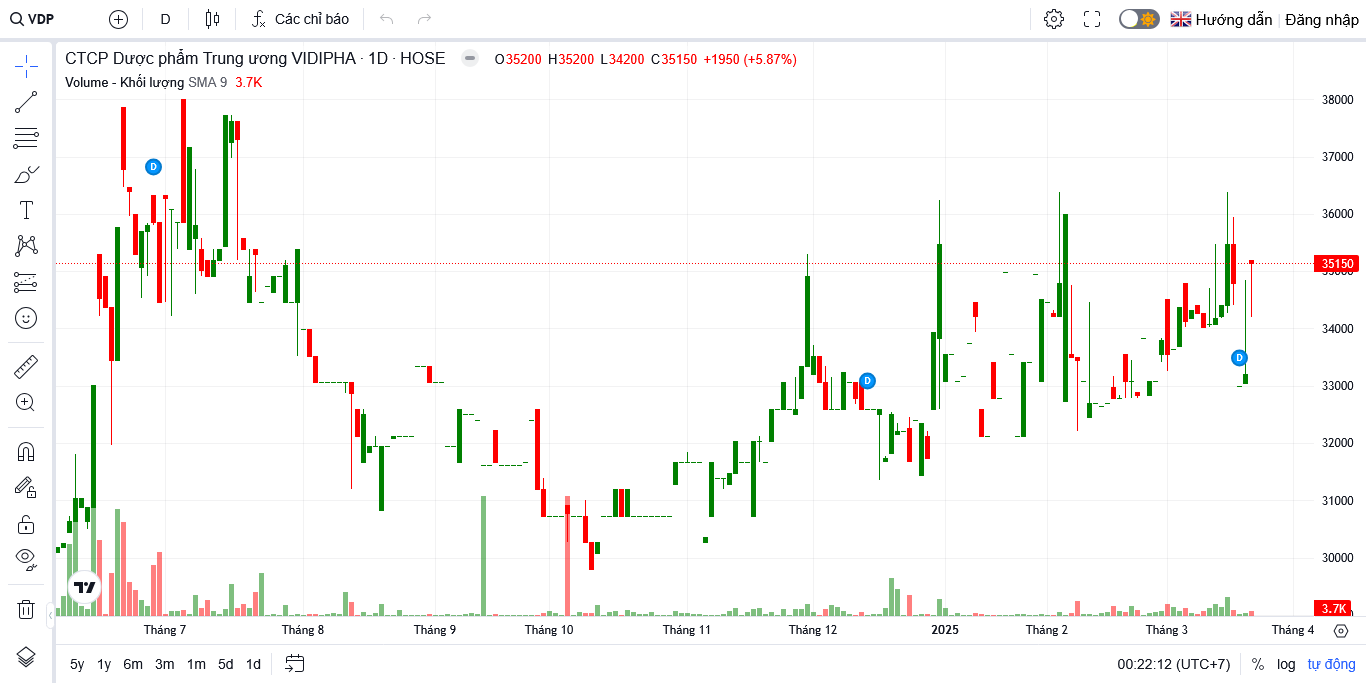 VDP D Các chỉ báo Hướng dẫn Đăng nhập
CTCP Dược phẩm Trung ương VIDIPHA · 1D · HOSE O35200 H35200 L34200 C35150 +1950 (+5.87%)
Volume - Khối lượng SMA 9 3.7K
38000
37000
D
36000
35150
35000
34000
D
33000
D
32000
31000
30000
3.7K
Tháng 7 Tháng 8 Tháng 9 Tháng 10 Tháng 11 Tháng 12 2025 Tháng 2 Tháng 3 Tháng 4
5y 1y 6m 3m 1m 5d 1d 00:22:12 (UTC+7) % log tự động